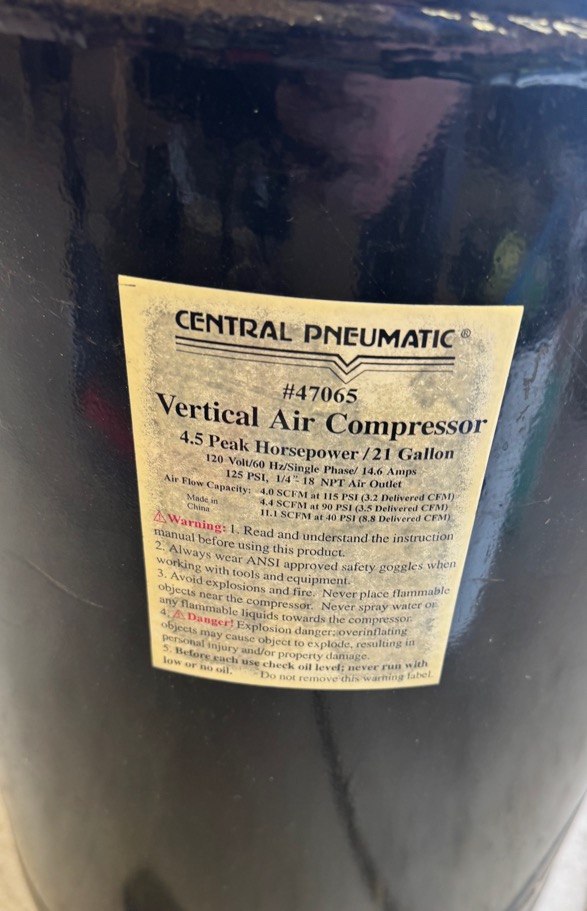 CENTRAL PNEUMATIC ®
#47065
Vertical Air Compressor
4.5 Peak Horsepower / 21 Gallon
120 Volt/60 Hz/Single Phase/ 14.6 Amps
125 PSI, 1/4"- 18 NPT Air Outlet
Air Flow Capacity: 4.0 SCFM at 115 PSI (3.2 Delivered CFM)
4.4 SCFM at 90 PSI (3.5 Delivered CFM)
11.1 SCFM at 40 PSI (8.8 Delivered CFM)
Made in
China
⚠Warning: 1. Read and understand the instruction
manual before using this product.
2. Always wear ANSI approved safety goggles when
working with tools and equipment.
3. Avoid explosions and fire. Never place flammable
objects near the compressor. Never spray water or
any flammable liquids towards the compressor.
4. ⚠Danger! Explosion danger; overinflating
objects may cause object to explode, resulting in
personal injury and/or property damage.
5. Before each use check oil level; never run with
low or no oil. -Do not remove this warning label.